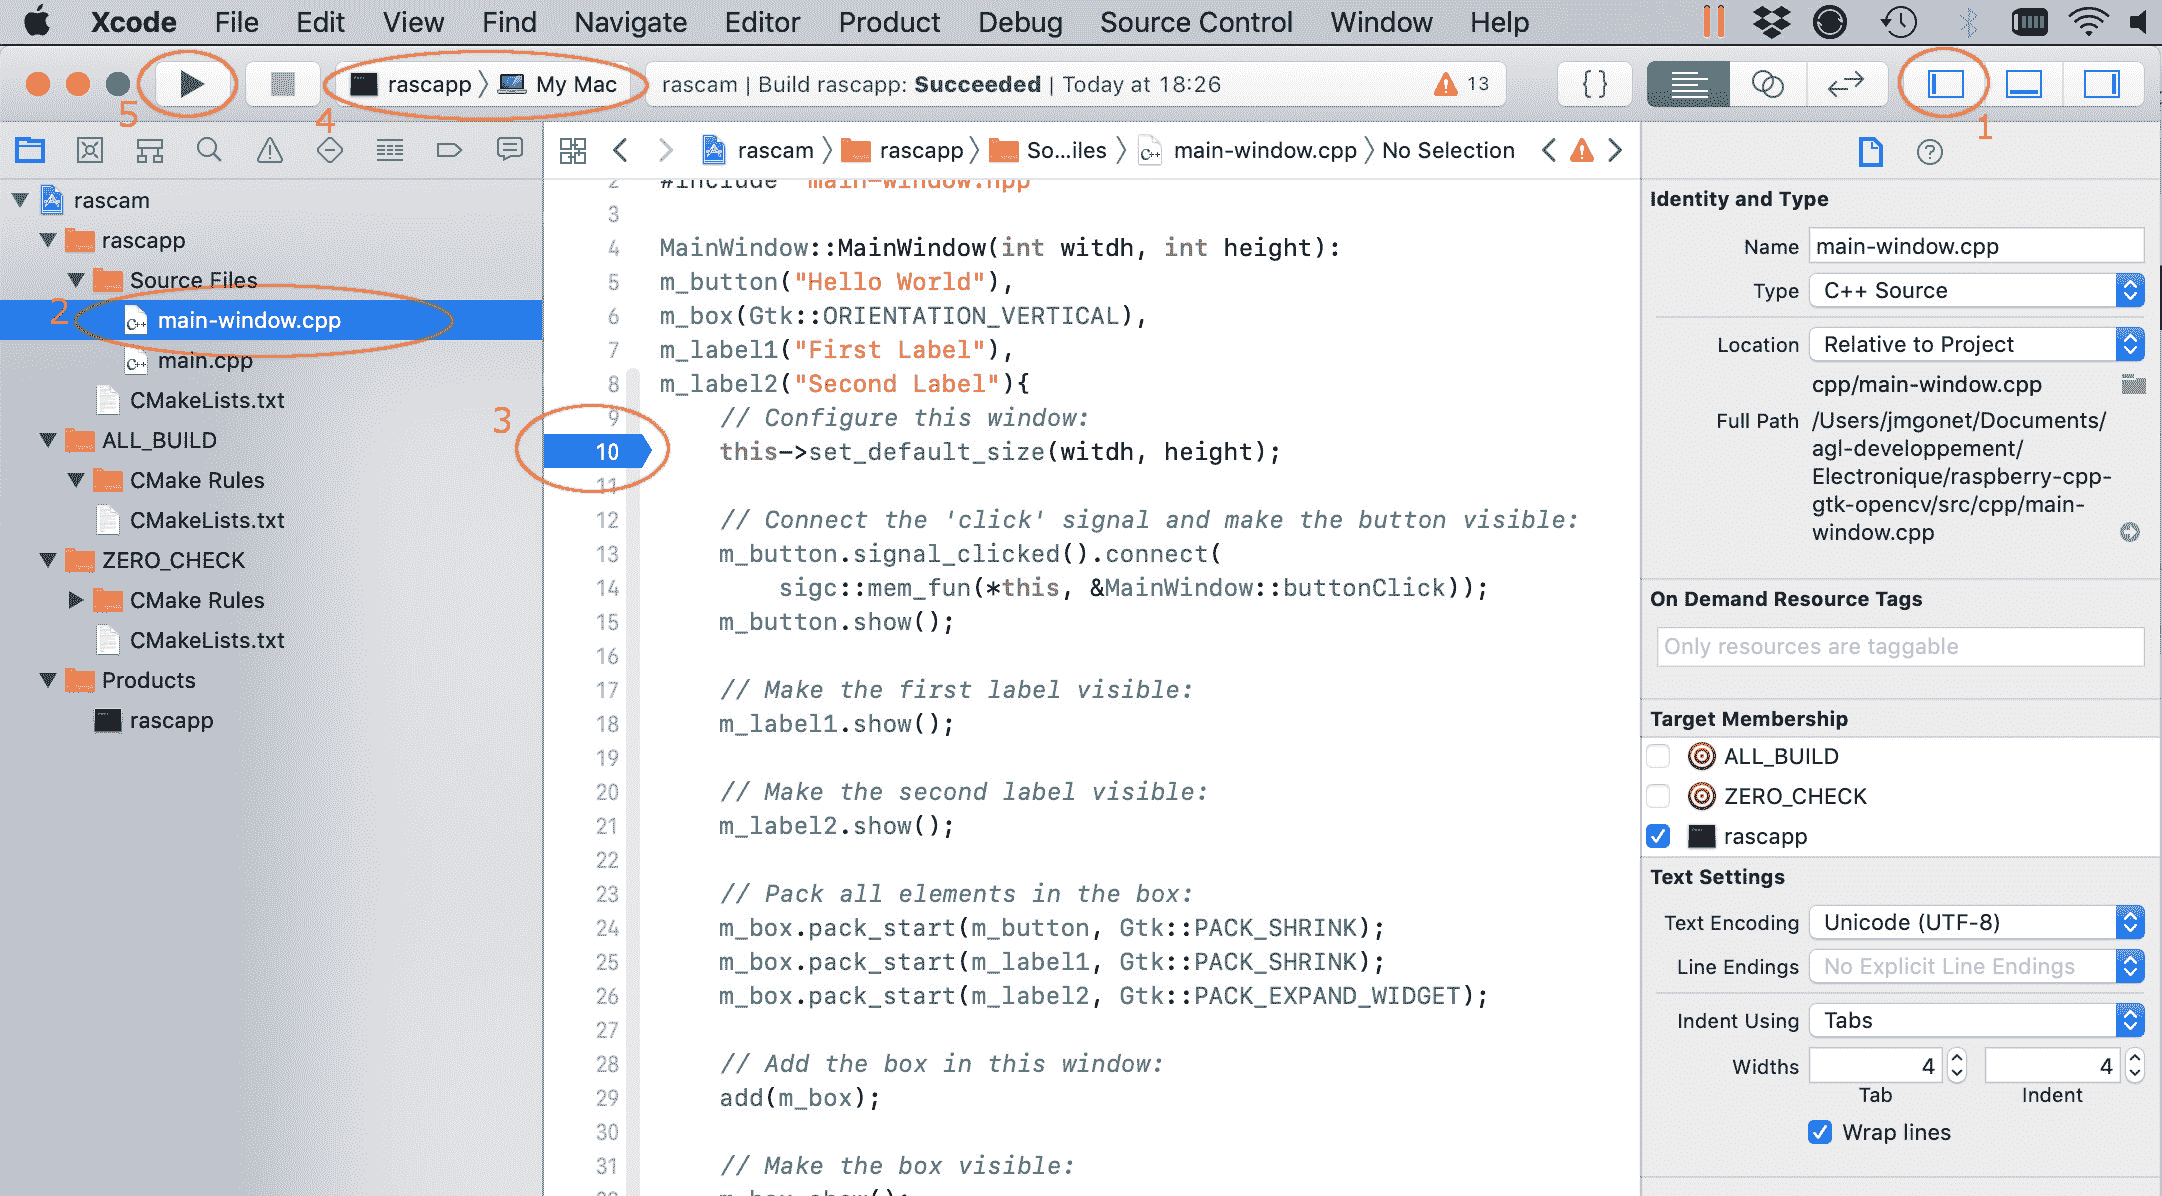 Xcode File Edit View Find Navigate Editor Product Debug Source Control Window Help
5
rascapp My Mac
4
rascam | Build rascapp: Succeeded | Today at 18:26
13
{}
1
rascam
rascapp
Source Files
2
main-window.cpp
main.cpp
CMakeLists.txt
ALL_BUILD
CMake Rules
CMakeLists.txt
ZERO_CHECK
CMake Rules
CMakeLists.txt
Products
rascapp
rascam rascapp So...iles main-window.cpp No Selection
2 #include "main-window.hpp
3
4 MainWindow::MainWindow(int witdh, int height):
5 m_button("Hello World"),
6 m_box(Gtk::ORIENTATION_VERTICAL),
7 m_label1("First Label"),
8 m_label2("Second Label"){
3
9 // Configure this window:
10 this->set_default_size(witdh, height);
11
12 // Connect the 'click' signal and make the button visible:
13 m_button.signal_clicked().connect(
14 sigc::mem_fun(*this, &MainWindow::buttonClick));
15 m_button.show();
16
17 // Make the first label visible:
18 m_label1.show();
19
20 // Make the second label visible:
21 m_label2.show();
22
23 // Pack all elements in the box:
24 m_box.pack_start(m_button, Gtk::PACK_SHRINK);
25 m_box.pack_start(m_label1, Gtk::PACK_SHRINK);
26 m_box.pack_start(m_label2, Gtk::PACK_EXPAND_WIDGET);
27
28 // Add the box in this window:
29 add(m_box);
30
31 // Make the box visible:
m_box.show();
Identity and Type
Name main-window.cpp
Type C++ Source
Location Relative to Project
cpp/main-window.cpp
Full Path /Users/jmgonet/Documents/
agl-developpement/
Electronique/raspberry-cpp-
gtk-opencv/src/cpp/main-
window.cpp
On Demand Resource Tags
Only resources are taggable
Target Membership
ALL_BUILD
ZERO_CHECK
rascapp
Text Settings
Text Encoding Unicode (UTF-8)
Line Endings No Explicit Line Endings
Indent Using Tabs
Widths 4 4
Tab Indent
Wrap lines